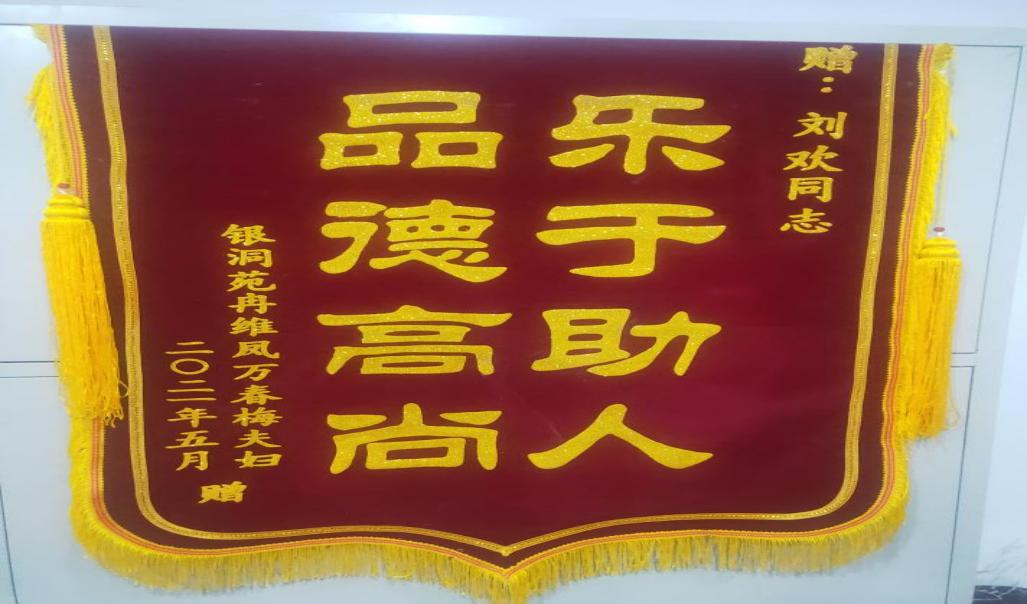 赠：刘欢同志
乐于助人
品德高尚
银洞苑冉维凤万春梅夫妇
赠
二〇二一年五月